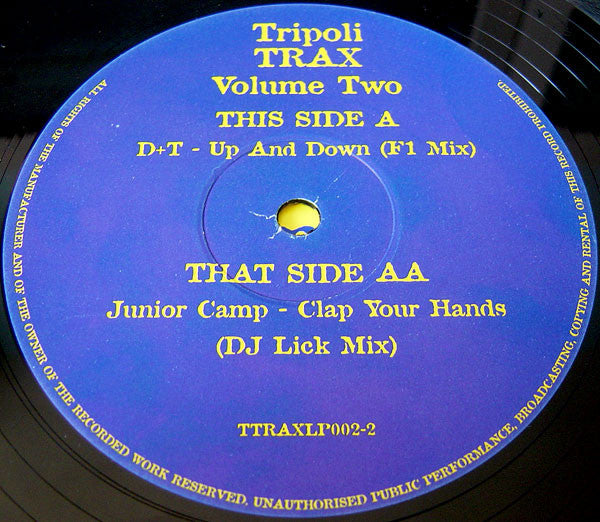 Tripoli
TRAX
Volume Two
THIS SIDE A
D+T - Up And Down (F1 Mix)
THAT SIDE AA
Junior Camp - Clap Your Hands
(DJ Lick Mix)
TTRAXLP002-2
ALL RIGHTS OF THE MANUFACTURER AND OF THE OWNER OF THE RECORDED WORK RESERVED. UNAUTHORISED PUBLIC PERFORMANCE, BROADCASTING, COPYING AND RENTAL OF THIS RECORD PROHIBITED.